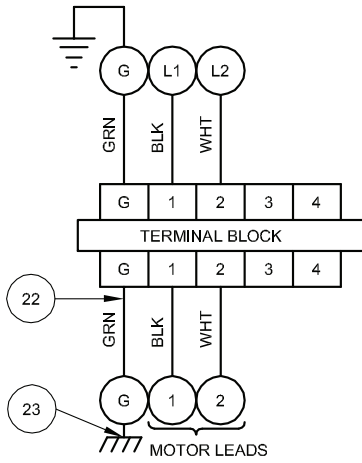 G L1 L2
GRN BLK WHT
G 1 2 3 4
TERMINAL BLOCK
G 1 2 3 4
22
GRN BLK WHT
G 1 2
23
MOTOR LEADS